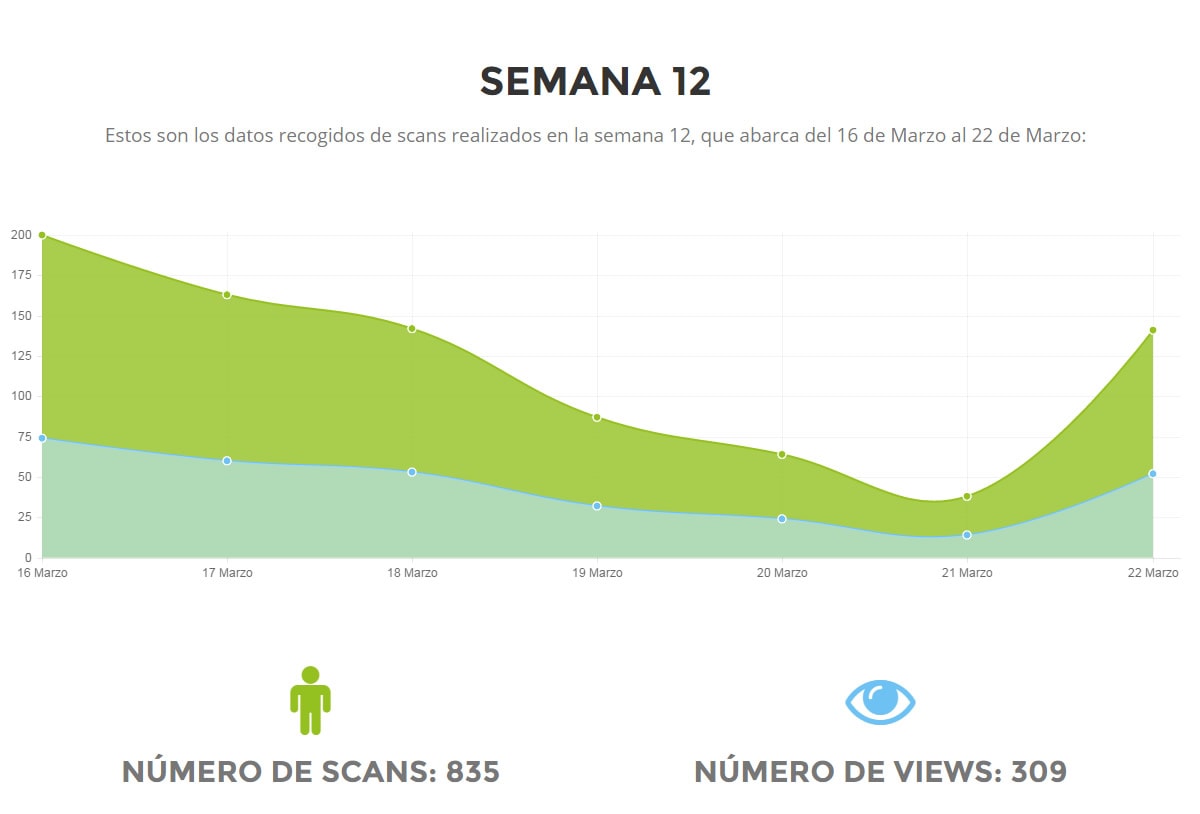 SEMANA 12
Estos son los datos recogidos de scans realizados en la semana 12, que abarca del 16 de Marzo al 22 de Marzo:
200
175
150
125
100
75
50
25
0
16 Marzo 17 Marzo 18 Marzo 19 Marzo 20 Marzo 21 Marzo 22 Marzo
NÚMERO DE SCANS: 835 NÚMERO DE VIEWS: 309